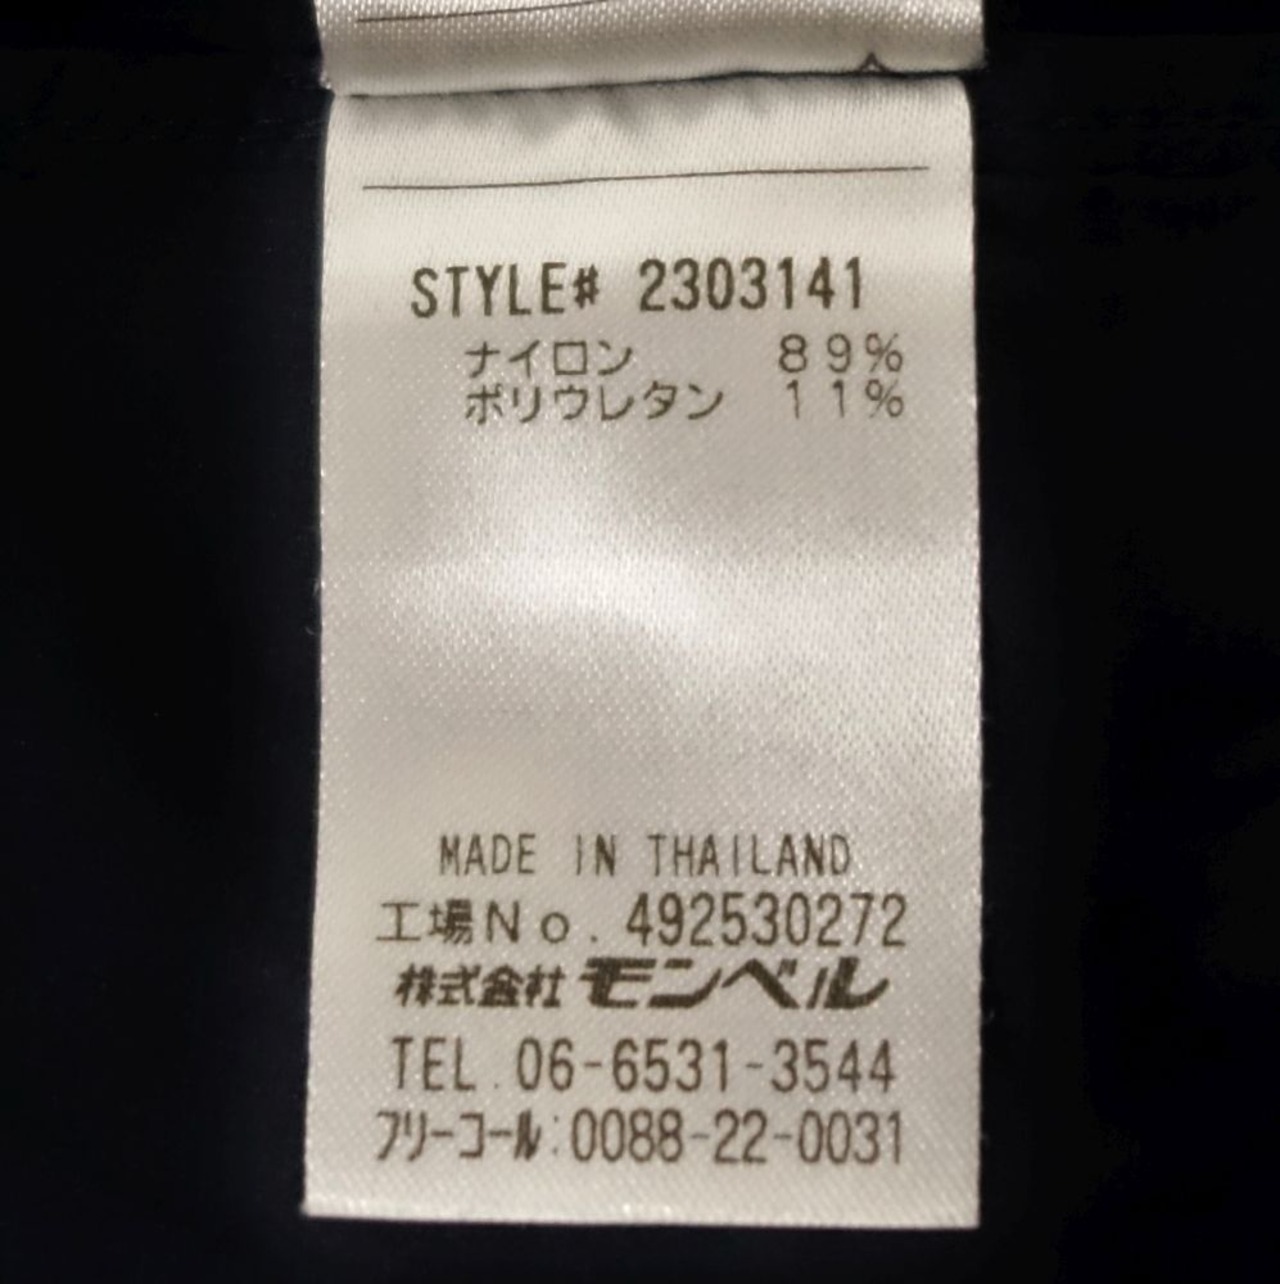 STYLE# 2303141
ナイロン 89%
ポリウレタン 11%
MADE IN THAILAND
工場No. 492530272
株式会社モンベル
TEL. 06-6531-3544
フリーコール:0088-22-0031